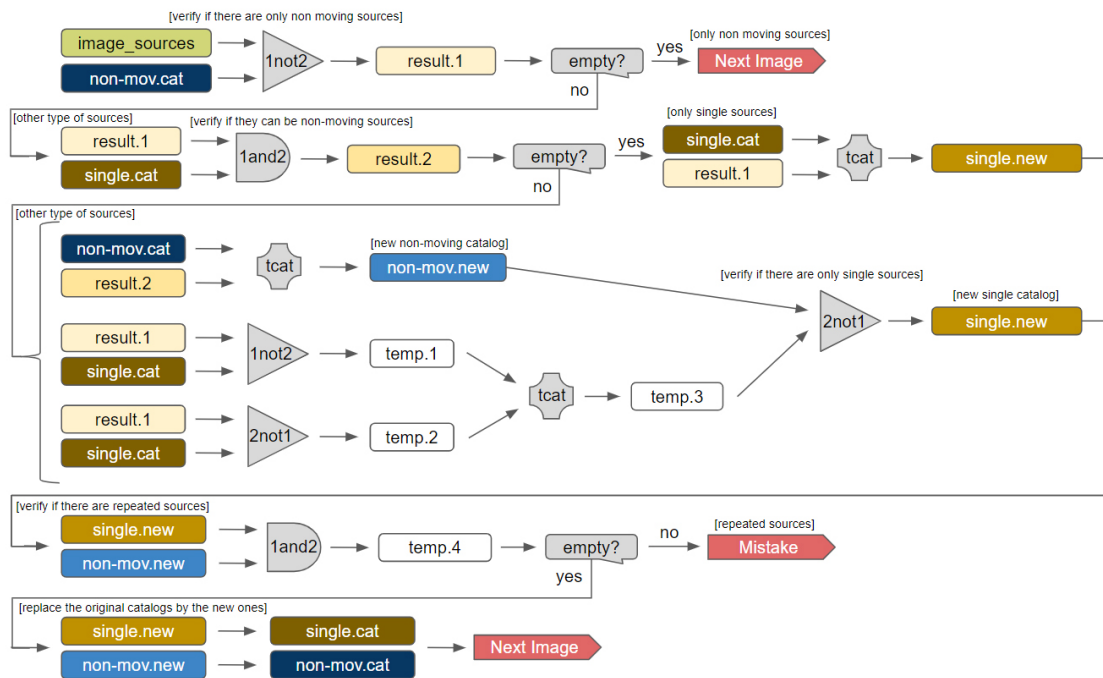 [verify if there are only non moving sources]
image_sources
non-mov.cat
1not2
result.1
empty?
yes
no
[only non moving sources]
Next Image
[other type of sources]
[verify if they can be non-moving sources]
result.1
single.cat
1and2
result.2
empty?
yes
no
[only single sources]
single.cat
result.1
tcat
single.new
[other type of sources]
non-mov.cat
result.2
tcat
[new non-moving catalog]
non-mov.new
[verify if there are only single sources]
2not1
[new single catalog]
single.new
result.1
single.cat
1not2
temp.1
tcat
temp.3
result.1
single.cat
2not1
temp.2
[verify if there are repeated sources]
single.new
non-mov.new
1and2
temp.4
empty?
no
yes
[repeated sources]
Mistake
[replace the original catalogs by the new ones]
single.new
single.cat
non-mov.new
non-mov.cat
Next Image